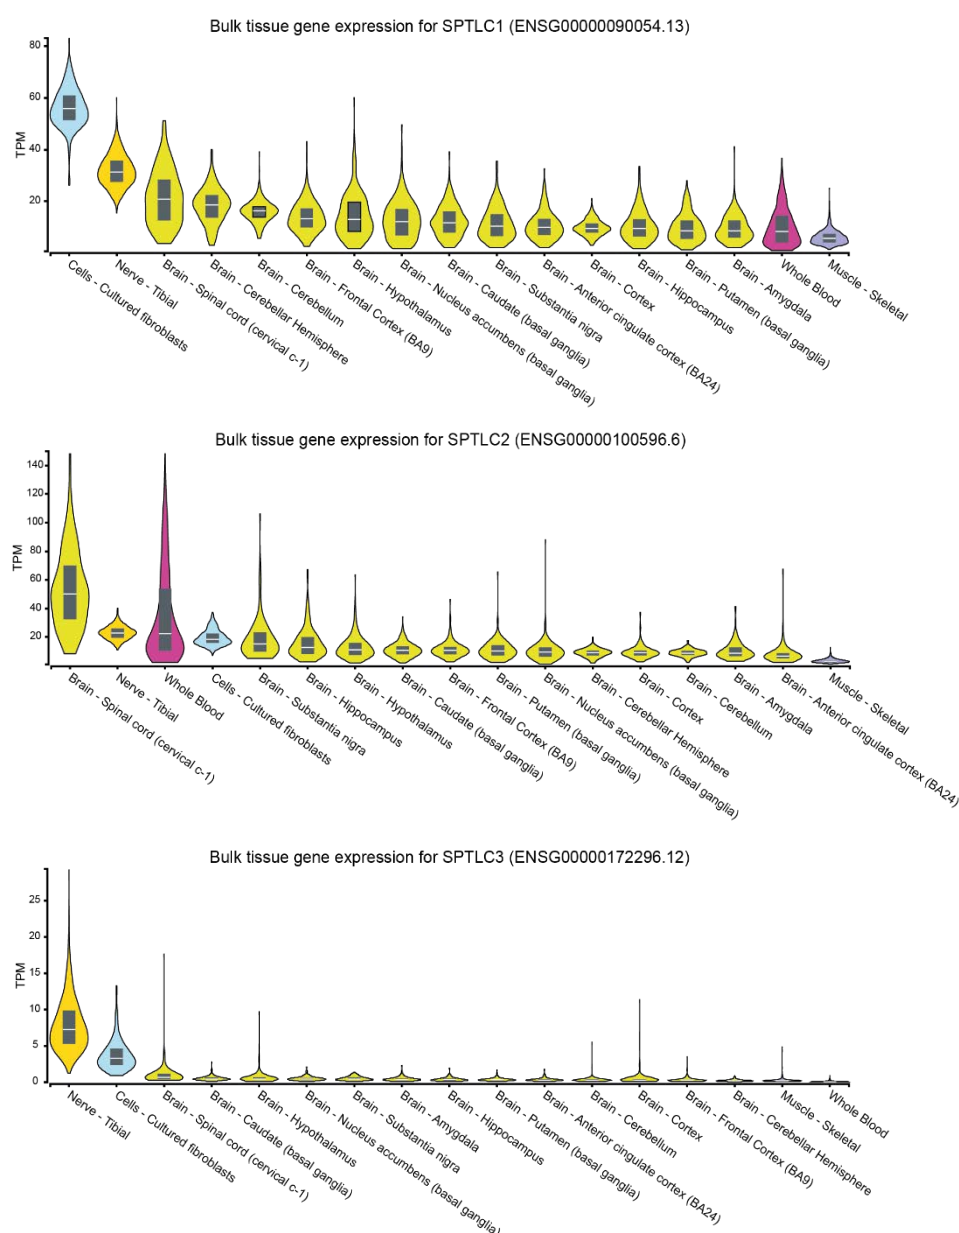 Bulk tissue gene expression for SPTLC1 (ENSG00000090054.13)
80
60
40
20
TPM
Cells - Cultured fibroblasts
Nerve - Tibial
Brain - Spinal cord (cervical c-1)
Brain - Cerebellar Hemisphere
Brain - Cerebellum
Brain - Frontal Cortex (BA9)
Brain - Hypothalamus
Brain - Nucleus accumbens (basal ganglia)
Brain - Caudate (basal ganglia)
Brain - Substantia nigra
Brain - Anterior cingulate cortex (BA24)
Brain - Cortex
Brain - Hippocampus
Brain - Putamen (basal ganglia)
Brain - Amygdala
Whole Blood
Muscle - Skeletal
Bulk tissue gene expression for SPTLC2 (ENSG00000100596.6)
140
120
100
80
60
40
20
TPM
Brain - Spinal cord (cervical c-1)
Nerve - Tibial
Whole Blood
Cells - Cultured fibroblasts
Brain - Substantia nigra
Brain - Hippocampus
Brain - Hypothalamus
Brain - Caudate (basal ganglia)
Brain - Frontal Cortex (BA9)
Brain - Putamen (basal ganglia)
Brain - Nucleus accumbens (basal ganglia)
Brain - Cerebellar Hemisphere
Brain - Cortex
Brain - Cerebellum
Brain - Amygdala
Brain - Anterior cingulate cortex (BA24)
Muscle - Skeletal
Bulk tissue gene expression for SPTLC3 (ENSG00000172296.12)
25
20
15
10
5
0
TPM
Nerve - Tibial
Cells - Cultured fibroblasts
Brain - Spinal cord (cervical c-1)
Brain - Caudate (basal ganglia)
Brain - Hypothalamus
Brain - Nucleus accumbens (basal ganglia)
Brain - Substantia nigra
Brain - Amygdala
Brain - Hippocampus
Brain - Putamen (basal ganglia)
Brain - Anterior cingulate cortex (BA24)
Brain - Cerebellum
Brain - Cortex
Brain - Frontal Cortex (BA9)
Brain - Cerebellar Hemisphere
Muscle - Skeletal
Whole Blood